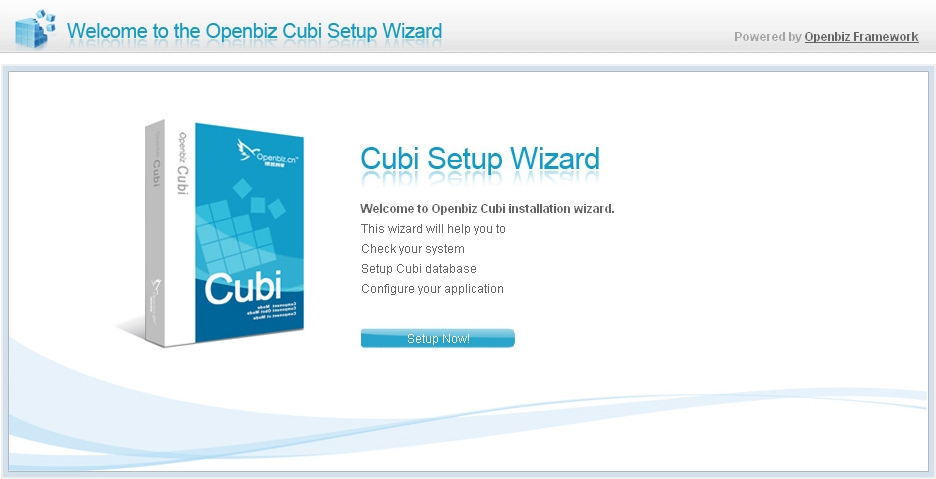 Welcome to the Openbiz Cubi Setup Wizard
Powered by Openbiz Framework
Openbiz Cubi
Openbiz Cubi
Openbiz.cn
Cubi
Cubi Setup Wizard
Welcome to Openbiz Cubi installation wizard.
This wizard will help you to
Check your system
Setup Cubi database
Configure your application
Setup Now!